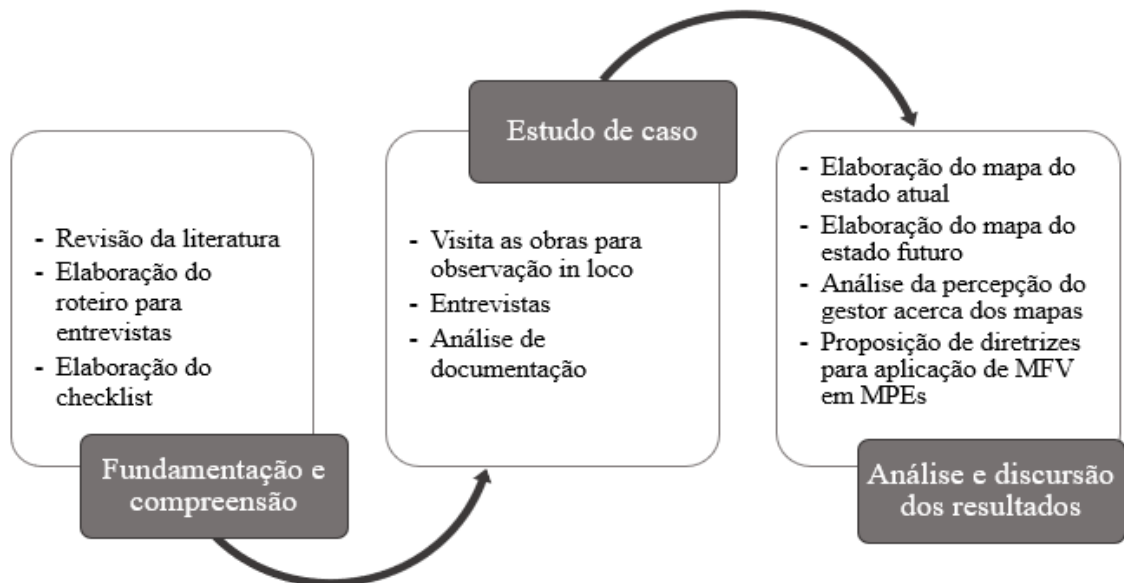 - Revisão da literatura
- Elaboração do
roteiro para
entrevistas
- Elaboração do
checklist
Fundamentação e
compreensão
Estudo de caso
- Visita as obras para
observação in loco
- Entrevistas
- Análise de
documentação
- Elaboração do mapa do
estado atual
- Elaboração do mapa do
estado futuro
- Análise da percepção do
gestor acerca dos mapas
- Proposição de diretrizes
para aplicação de MFV
em MPEs
Análise e discursão
dos resultados